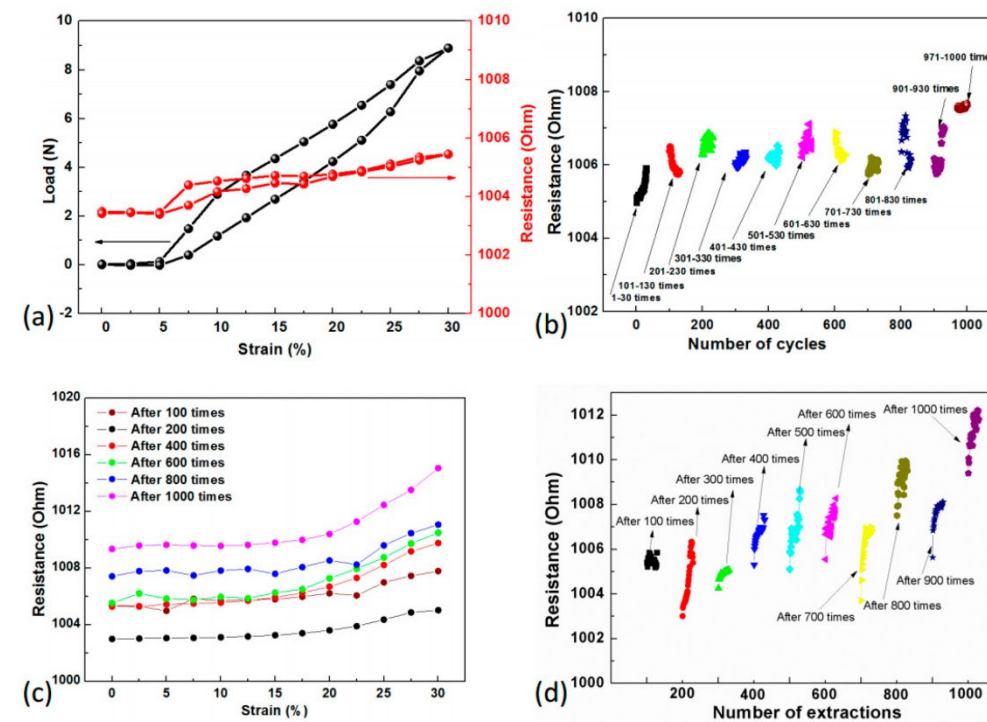 10
8
6
4
2
0
-2
Load (N)
1010
1008
1006
1004
1002
1000
Resistance (Ohm)
0 5 10 15 20 25 30
Strain (%)
(a)
1010
1008
1006
1004
1002
Resistance (Ohm)
971-1000 time
901-930 times
801-830 times
701-730 times
601-630 times
501-530 times
401-430 times
301-330 times
201-230 times
101-130 times
1-30 times
0 200 400 600 800 1000
Number of cycles
(b)
1020
1016
1012
1008
1004
1000
Resistance (Ohm)
After 100 times
After 200 times
After 400 times
After 600 times
After 800 times
After 1000 times
0 5 10 15 20 25 30
Strain (%)
(c)
1012
1010
1008
1006
1004
1002
1000
Resistance (Ohm)
After 1000 times
After 600 times
After 500 times
After 400 times
After 300 times
After 200 times
After 100 times
After 900 times
After 800 times
After 700 times
200 400 600 800 1000
Number of extractions
(d)